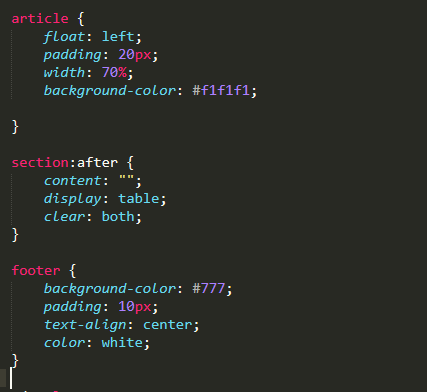 article {
    float: left;
    padding: 20px;
    width: 70%;
    background-color: #f1f1f1;
}
section:after {
    content: "";
    display: table;
    clear: both;
}
footer {
    background-color: #777;
    padding: 10px;
    text-align: center;
    color: white;
}